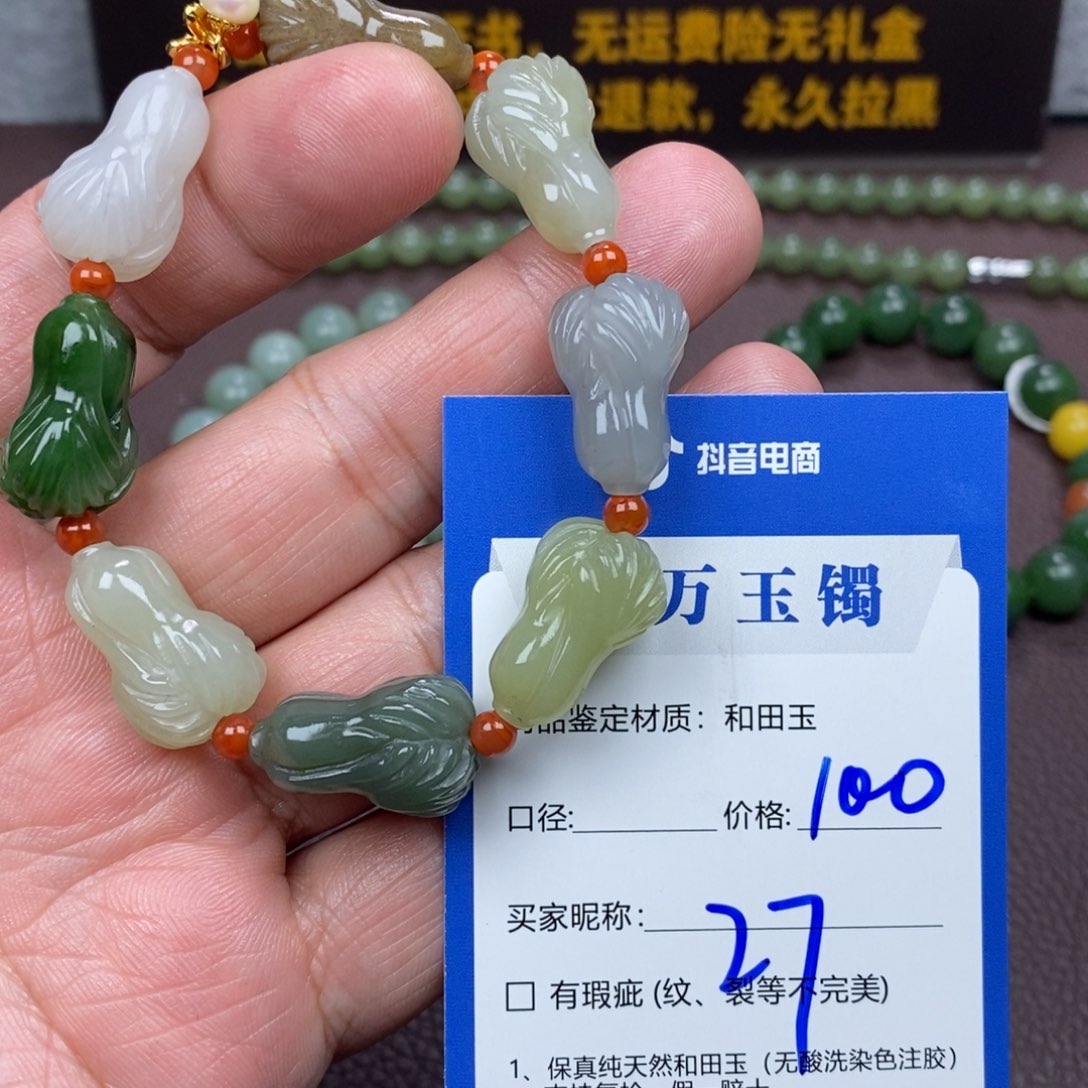 书，无运费险无礼盒
退款，永久拉黑
抖音电商
万玉镯
品鉴定材质：和田玉
口径:
价格: 100
买家昵称:
27
有瑕疵 (纹、裂等不完美)
1、保真纯天然和田玉（无酸洗染色注胶）